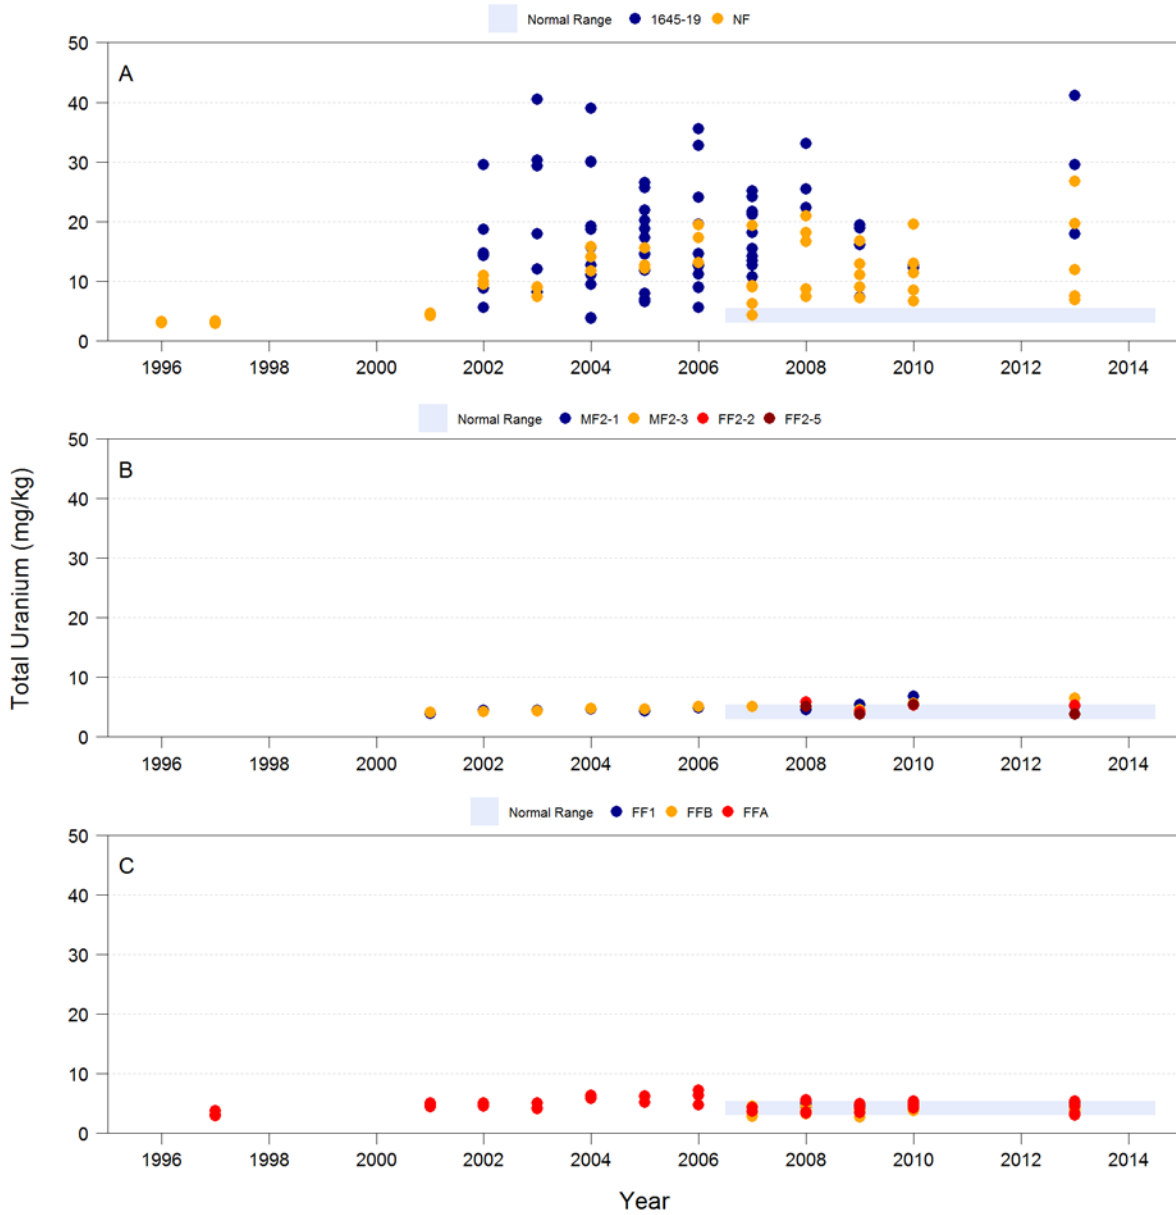 Normal Range 1645-19 NF
A
50
40
30
20
10
0
1996 1998 2000 2002 2004 2006 2008 2010 2012 2014
Normal Range MF2-1 MF2-3 FF2-2 FF2-5
B
50
40
30
20
10
0
1996 1998 2000 2002 2004 2006 2008 2010 2012 2014
Total Uranium (mg/kg)
Normal Range FF1 FFB FFA
C
50
40
30
20
10
0
1996 1998 2000 2002 2004 2006 2008 2010 2012 2014
Year